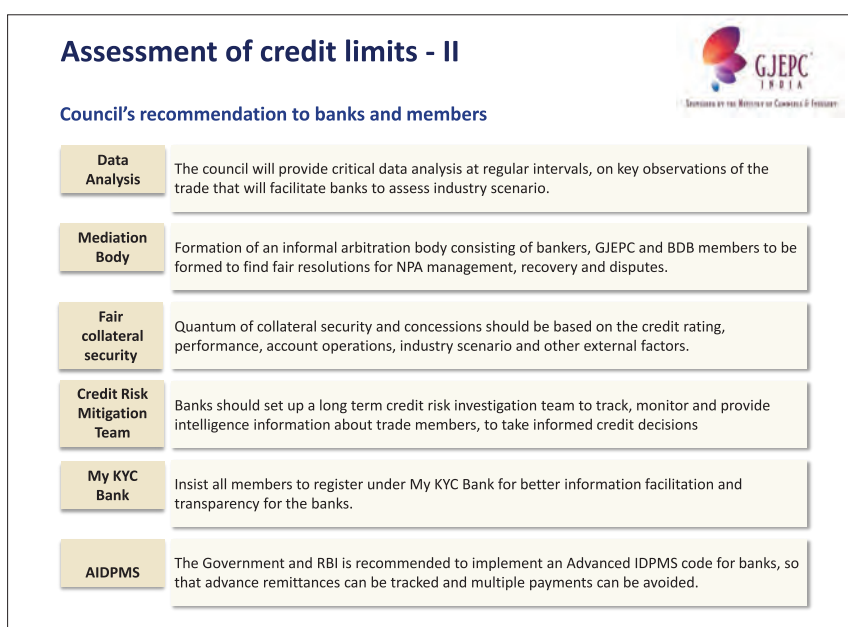 Assessment of credit limits - II
GJEPC
INDIA
SPONSORED BY THE MINISTRY OF COMMERCE & INDUSTRY
Council's recommendation to banks and members
Data
Analysis
The council will provide critical data analysis at regular intervals, on key observations of the
trade that will facilitate banks to assess industry scenario.
Mediation
Body
Formation of an informal arbitration body consisting of bankers, GJEPC and BDB members to be
formed to find fair resolutions for NPA management, recovery and disputes.
Fair
collateral
security
Quantum of collateral security and concessions should be based on the credit rating,
performance, account operations, industry scenario and other external factors.
Credit Risk
Mitigation
Team
Banks should set up a long term credit risk investigation team to track, monitor and provide
intelligence information about trade members, to take informed credit decisions
My KYC
Bank
Insist all members to register under My KYC Bank for better information facilitation and
transparency for the banks.
AIDPMS
The Government and RBI is recommended to implement an Advanced IDPMS code for banks, so
that advance remittances can be tracked and multiple payments can be avoided.